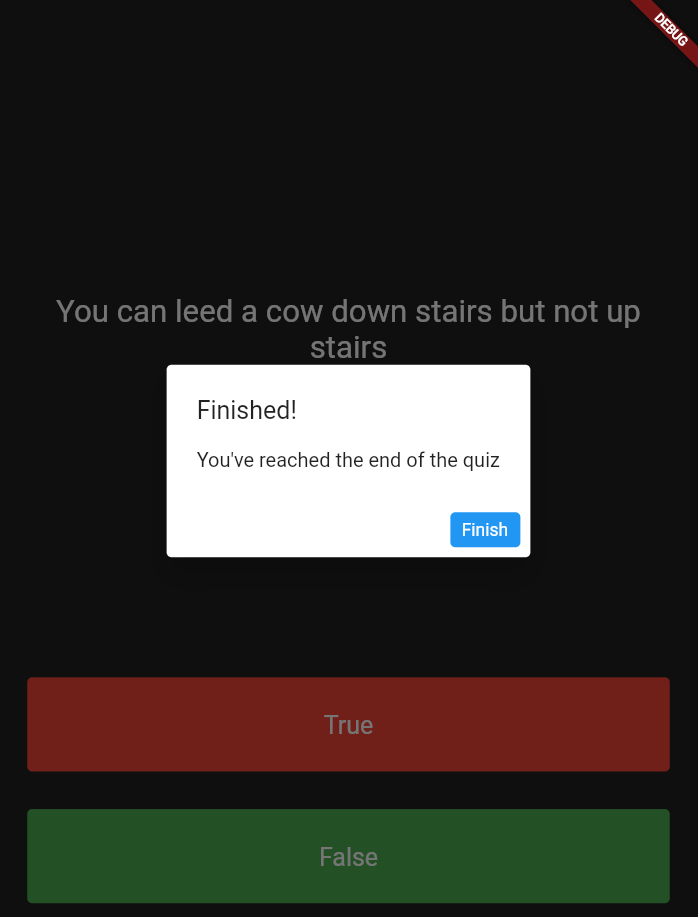 DEBUG
You can leed a cow down stairs but not up
stairs
Finished!
You've reached the end of the quiz
Finish
True
False